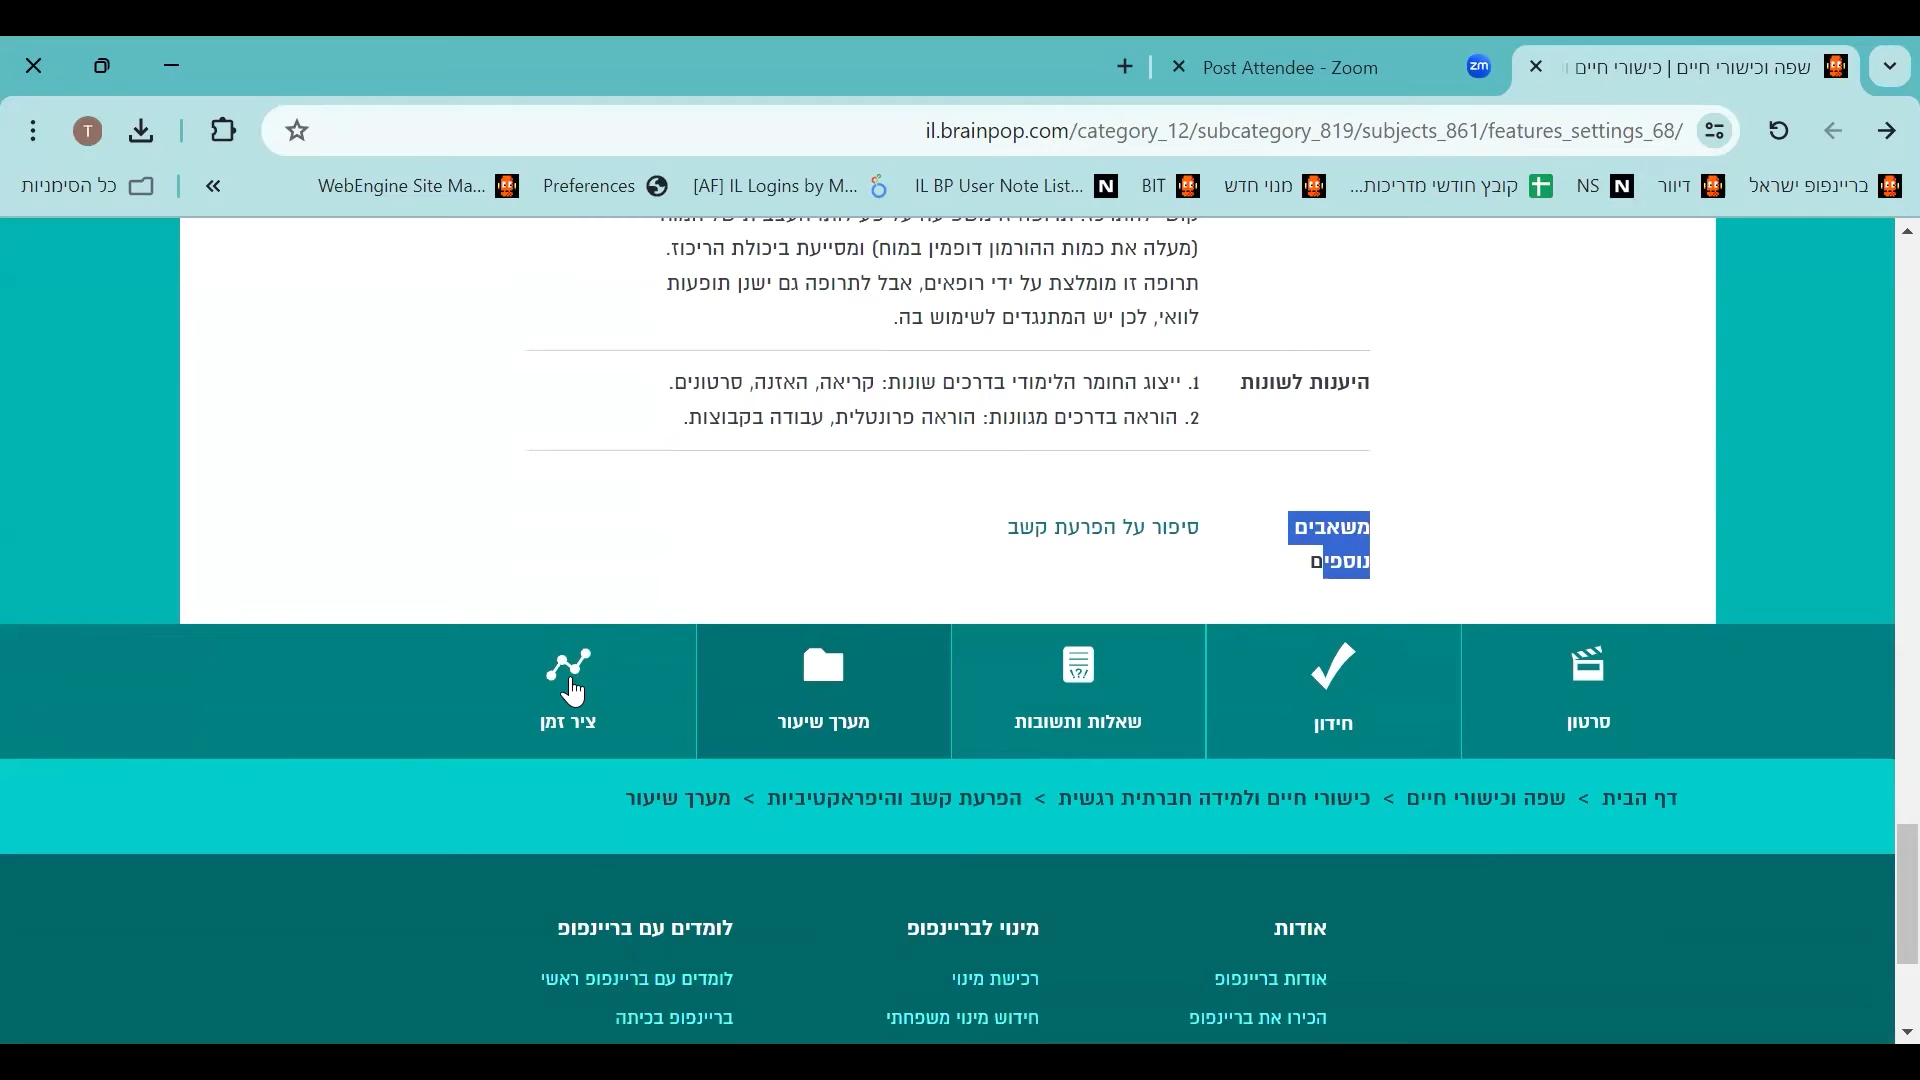 שפה וכישורי חיים | כישורי חיים ו
Post Attendee - Zoom
zm
il.brainpop.com/category_12/subcategory_819/subjects_861/features_settings_68/
T
בריינפופ ישראל
דיוור
NS
קובץ חודשי מדריכות...
מנוי חדש
BIT
IL BP User Note List...
[AF] IL Logins by M...
Preferences
WebEngine Site Ma...
כל הסימניות
(מעלה את כמות ההורמון דופמין במוח) ומסייעת ביכולת הריכוז.
תרופה זו מומלצת על ידי רופאים, אבל לתרופה גם ישנן תופעות
לוואי, לכן יש המתנגדים לשימוש בה.
היענות לשונות
1. ייצוג החומר הלימודי בדרכים שונות: קריאה, האזנה, סרטונים.
2. הוראה בדרכים מגוונות: הוראה פרונטלית, עבודה בקבוצות.
משאבים
נוספים
סיפור על הפרעת קשב
סרטון
חידון
שאלות ותשובות
מערך שיעור
ציר זמן
דף הבית > שפה וכישורי חיים > כישורי חיים ולמידה חברתית רגשית > הפרעת קשב והיפראקטיביות > מערך שיעור
אודות
מינוי לבריינפופ
לומדים עם בריינפופ
אודות בריינפופ
רכישת מינוי
לומדים עם בריינפופ ראשי
הכירו את בריינפופ
חידוש מינוי משפחתי
בריינפופ בכיתה